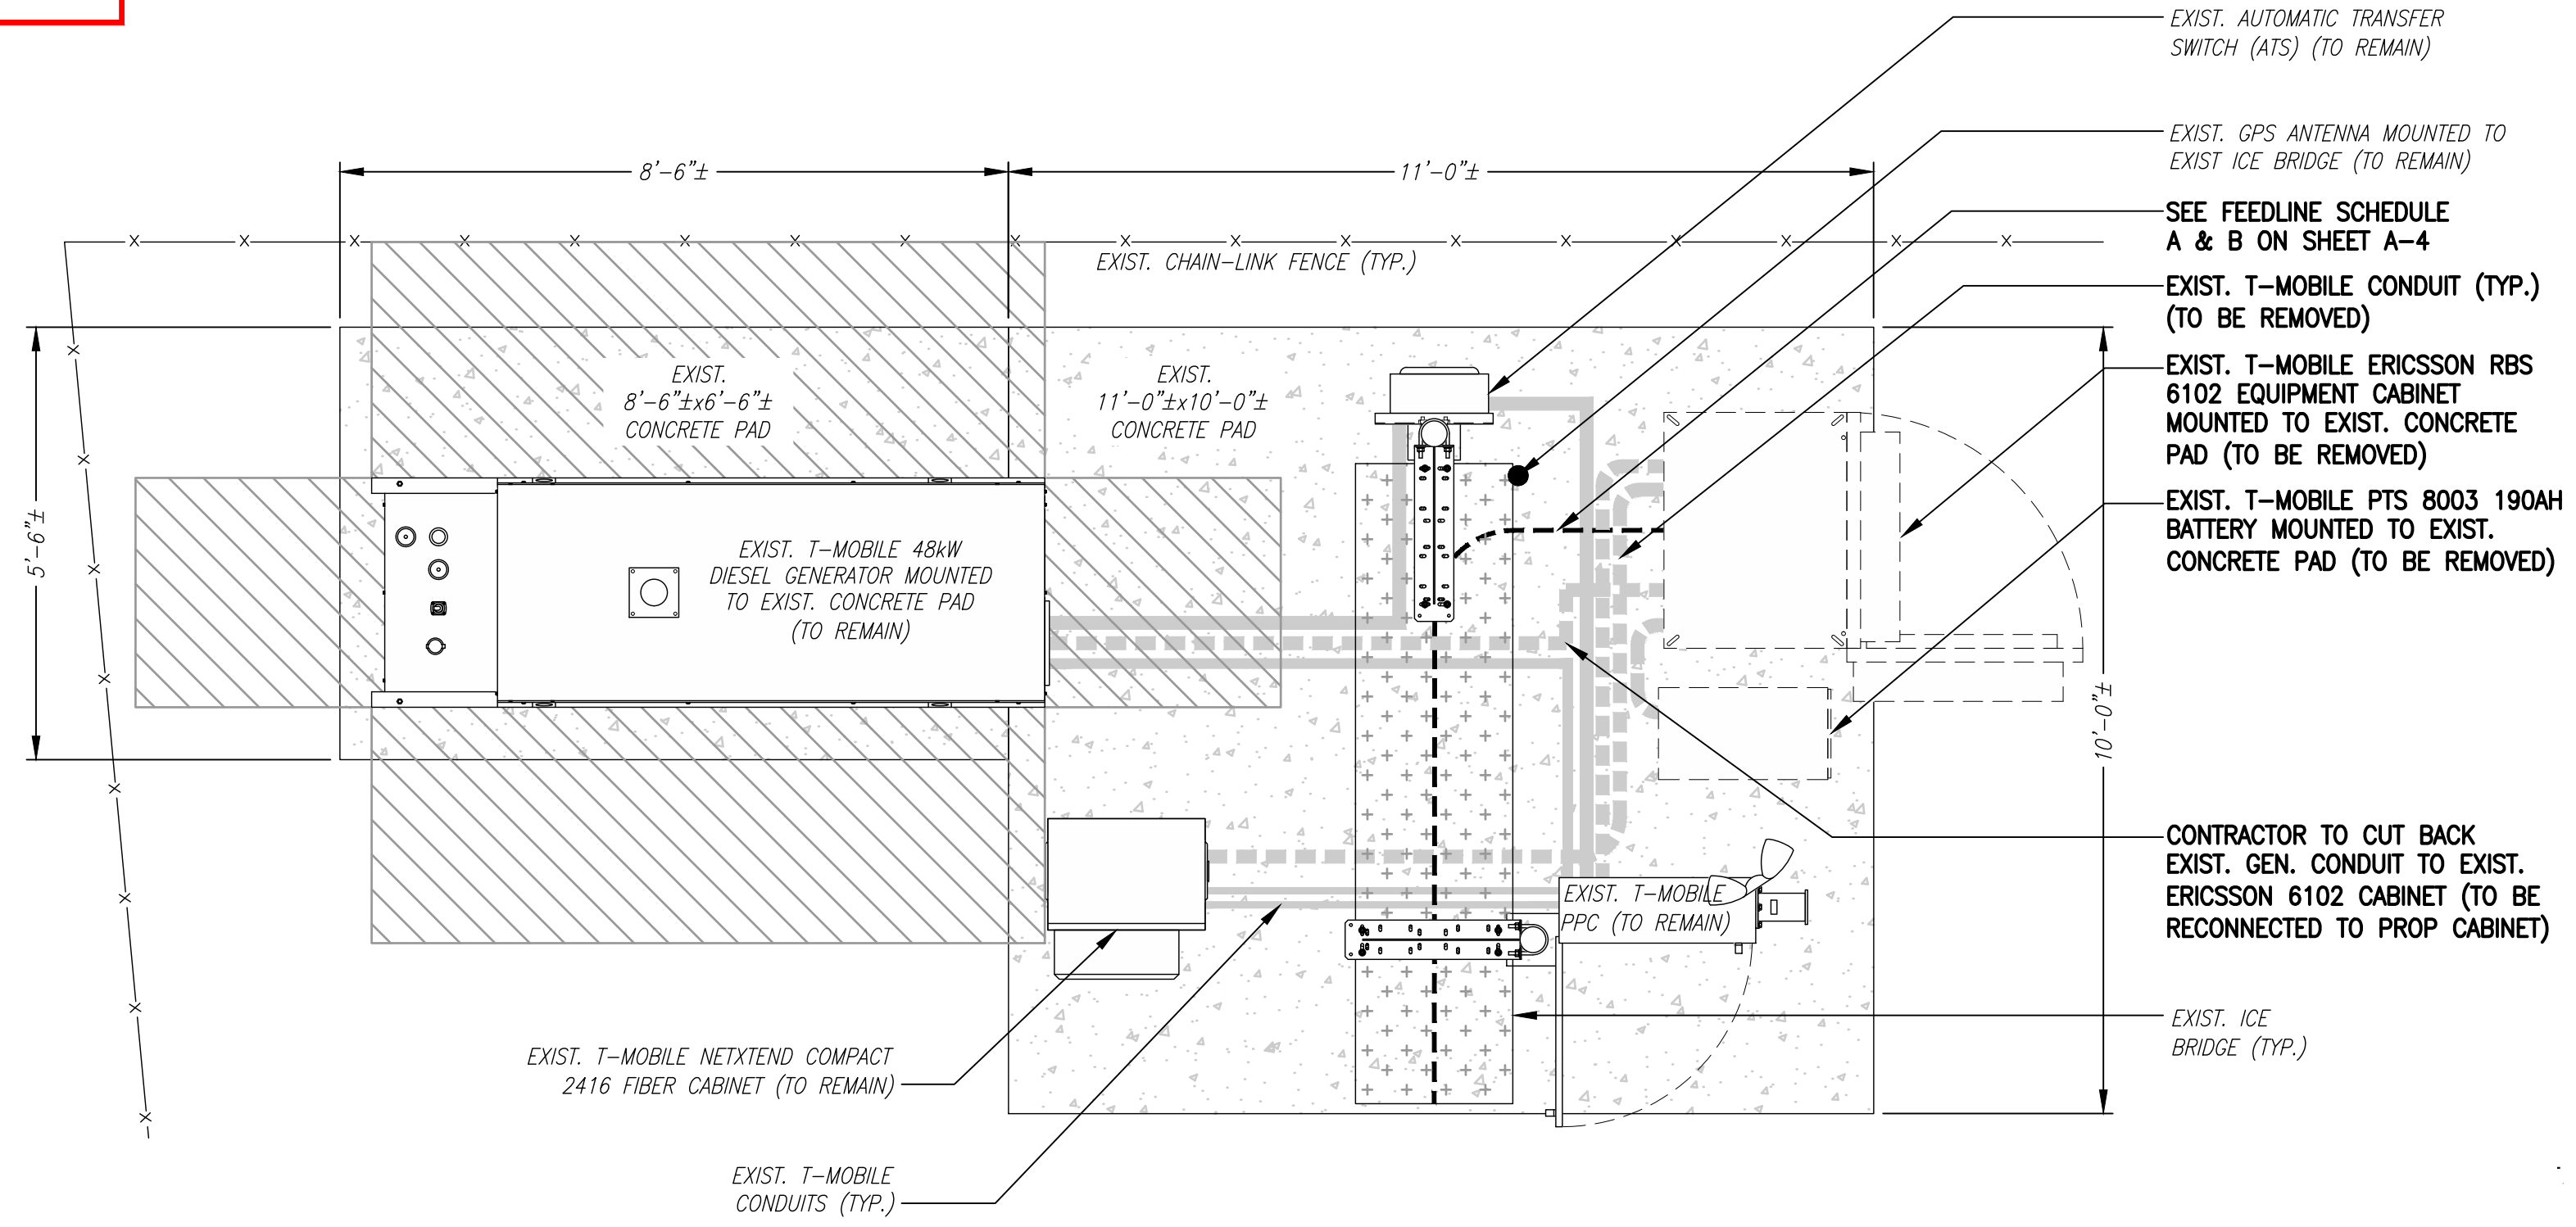 EXIST. AUTOMATIC TRANSFER
SWITCH (ATS) (TO REMAIN)
EXIST. GPS ANTENNA MOUNTED TO
EXIST ICE BRIDGE (TO REMAIN)
8'-6"±
11'-0"±
SEE FEEDLINE SCHEDULE
A & B ON SHEET A-4
EXIST. CHAIN-LINK FENCE (TYP.)
EXIST. T-MOBILE CONDUIT (TYP.)
(TO BE REMOVED)
EXIST. T-MOBILE ERICSSON RBS
6102 EQUIPMENT CABINET
MOUNTED TO EXIST. CONCRETE
PAD (TO BE REMOVED)
EXIST.
8'-6"±x6'-6"±
CONCRETE PAD
EXIST.
11'-0"±x10'-0"±
CONCRETE PAD
EXIST. T-MOBILE PTS 8003 190AH
BATTERY MOUNTED TO EXIST.
CONCRETE PAD (TO BE REMOVED)
5'-6"±
EXIST. T-MOBILE 48kW
DIESEL GENERATOR MOUNTED
TO EXIST. CONCRETE PAD
(TO REMAIN)
10'-0"±
CONTRACTOR TO CUT BACK
EXIST. GEN. CONDUIT TO EXIST.
ERICSSON 6102 CABINET (TO BE
RECONNECTED TO PROP CABINET)
EXIST. T-MOBILE
PPC (TO REMAIN)
EXIST. ICE
BRIDGE (TYP.)
EXIST. T-MOBILE NETXTEND COMPACT
2416 FIBER CABINET (TO REMAIN)
EXIST. T-MOBILE
CONDUITS (TYP.)